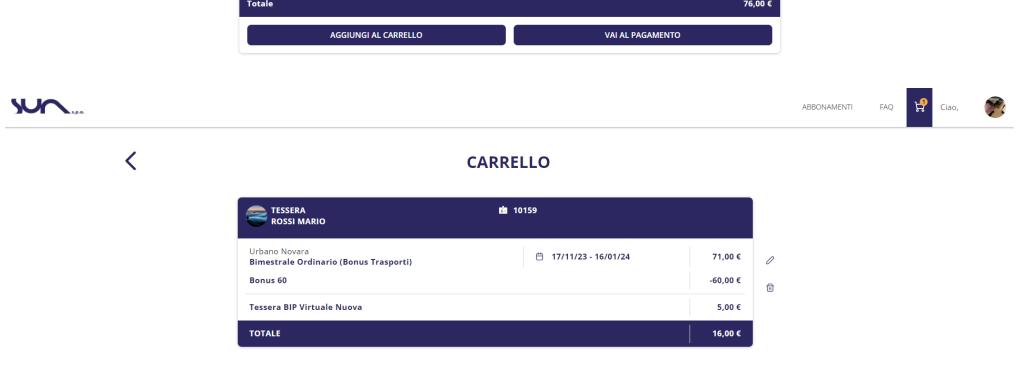 Totale 76,00 €
AGGIUNGI AL CARRELLO VAI AL PAGAMENTO
SUN S.p.A.
ABBONAMENTI FAQ 1 Ciao,
CARRELLO
TESSERA
ROSSI MARIO
10159
Urbano Novara
Bimestrale Ordinario (Bonus Trasporti) 17/11/23 - 16/01/24 71,00 €
Bonus 60 -60,00 €
Tessera BIP Virtuale Nuova 5,00 €
TOTALE 16,00 €